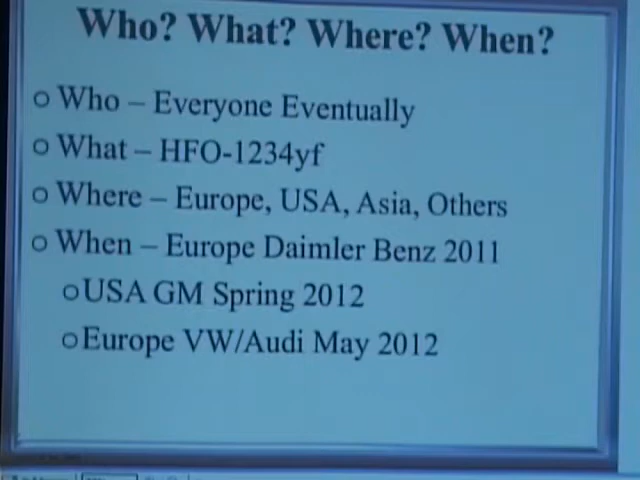 Who? What? Where? When?
○ Who – Everyone Eventually
○ What – HFO-1234yf
○ Where – Europe, USA, Asia, Others
○ When – Europe Daimler Benz 2011
○USA GM Spring 2012
○Europe VW/Audi May 2012